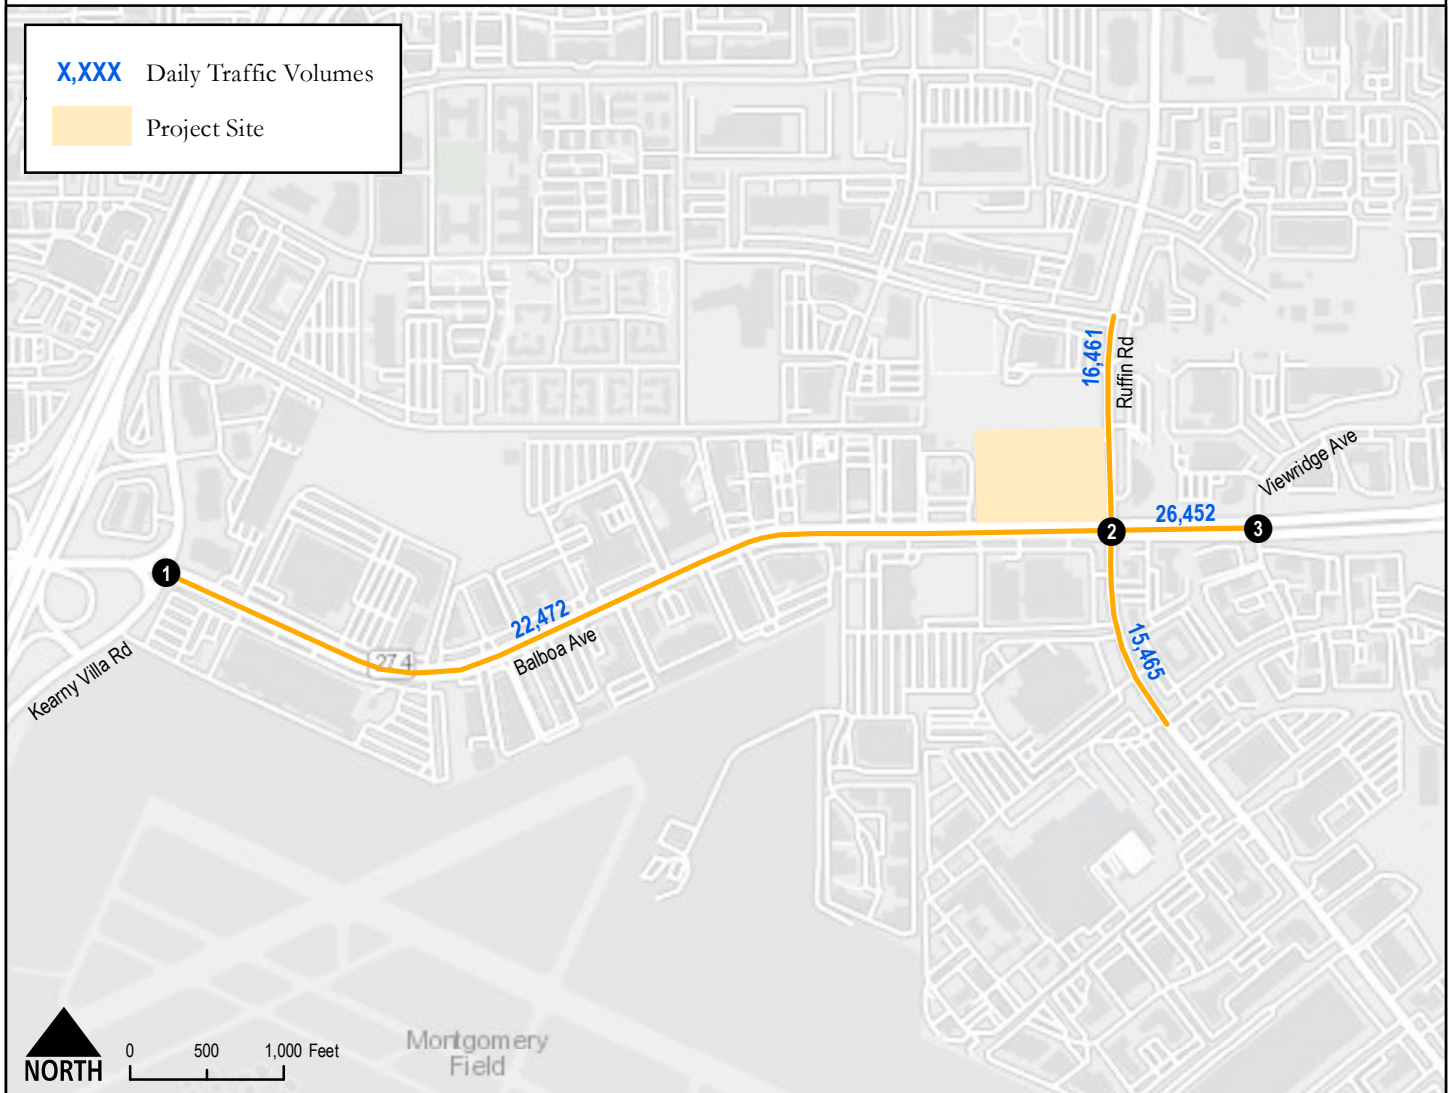 X,XXX Daily Traffic Volumes
Project Site
16,461
Ruffin Rd
Viewridge Ave
26,452
2
3
1
22,472
Balboa Ave
274
15,465
Kearny Villa Rd
Montgomery
Field
NORTH
0 500 1,000 Feet